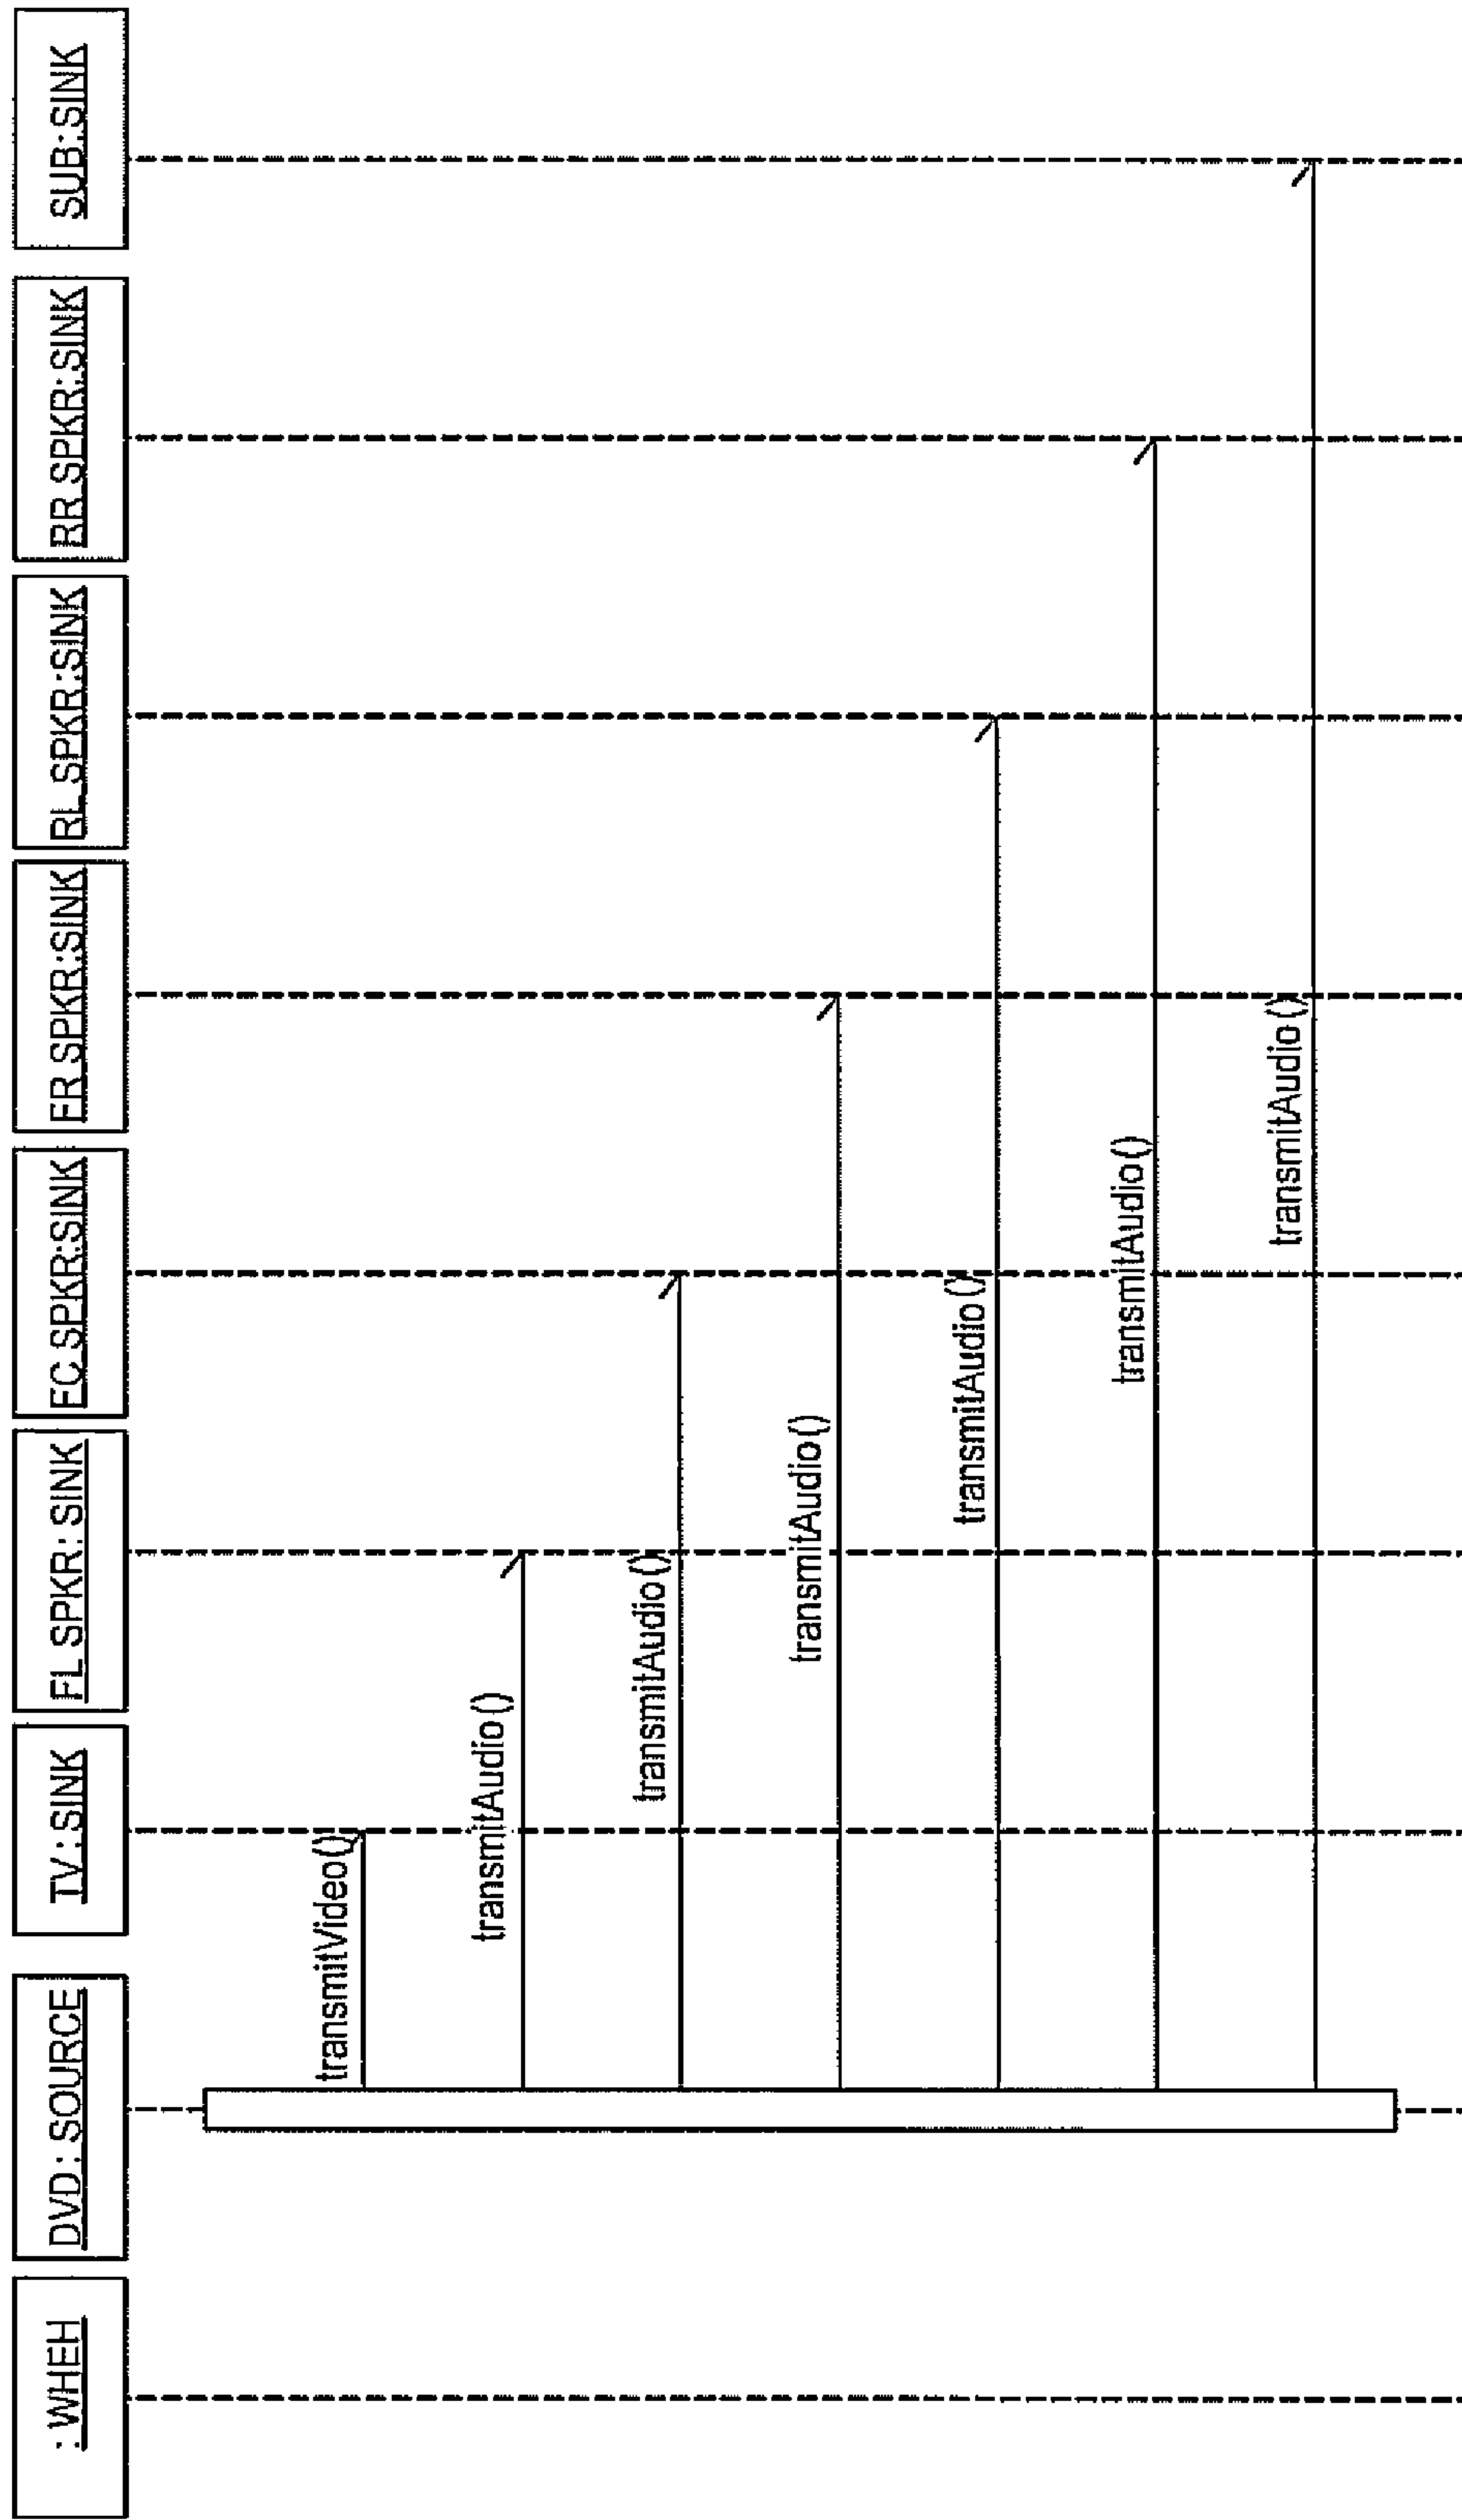 : WHEH
DVD : SOURCE
TV : SINK
FL SPKR : SINK
FC SPKR:SINK
FR SPKR:SINK
BL SPKR:SINK
RR SPKR:SINK
SUB:SINK
transmitVideo()
transmitAudio()
transmitAudio()
transmitAudio()
transmitAudio()
transmitAudio()
transmitAudio()